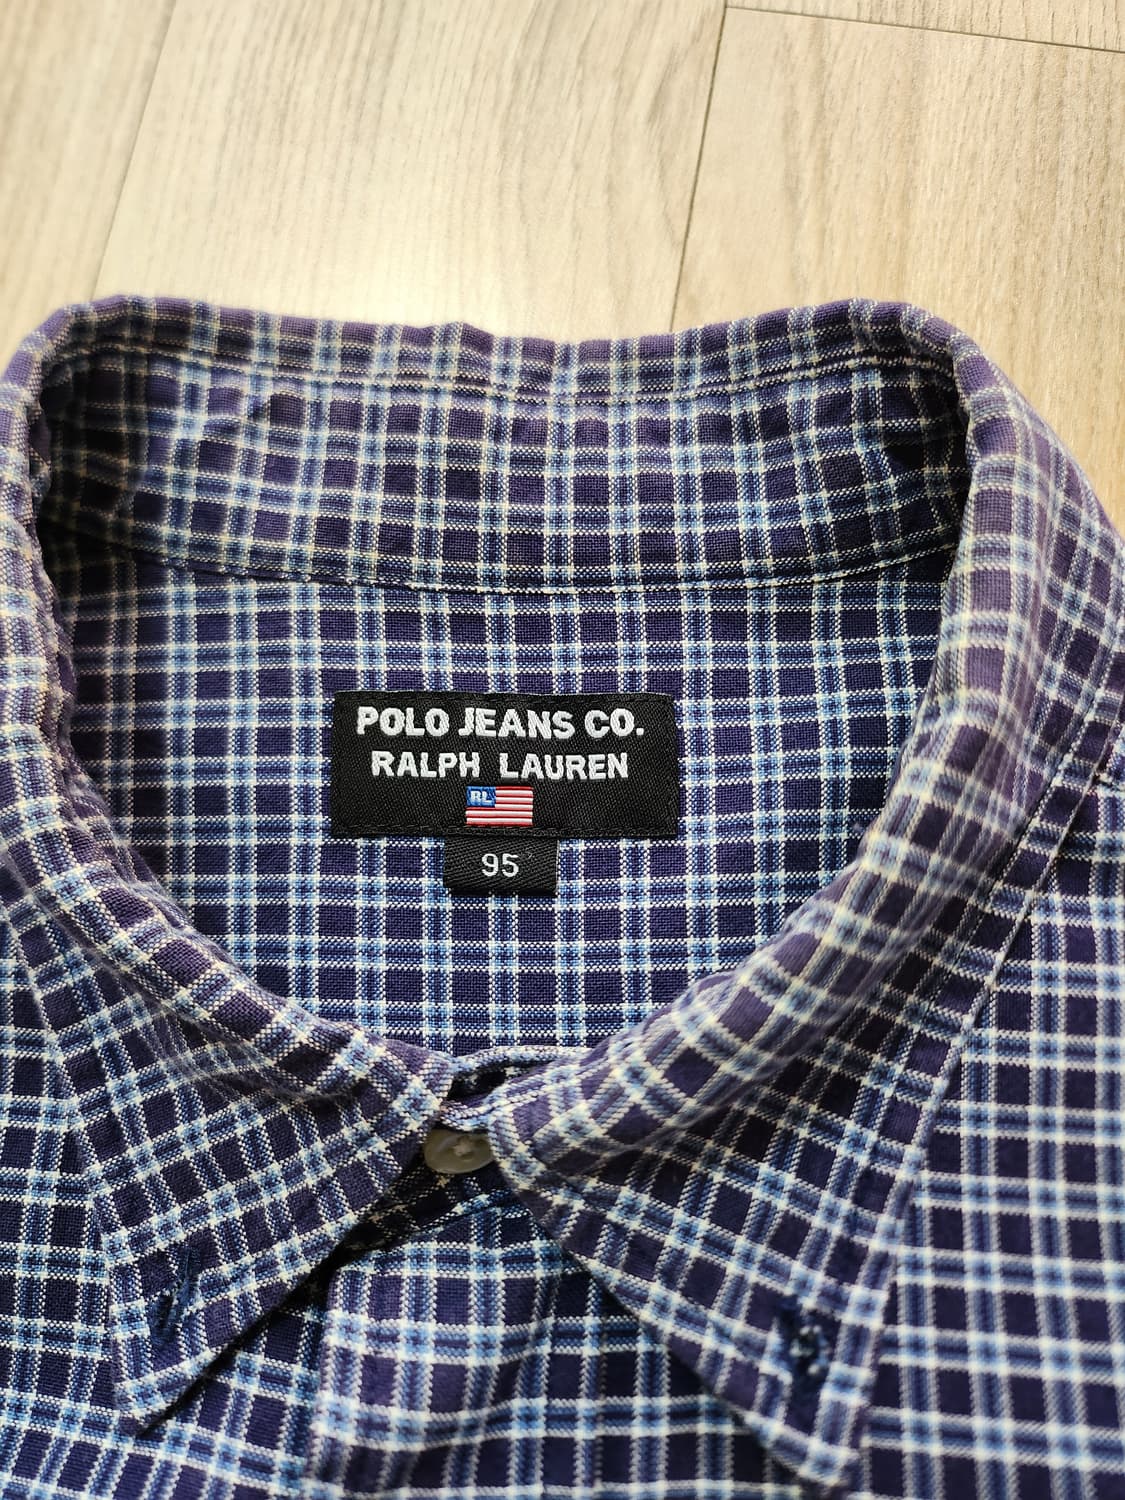 POLO JEANS CO.
RALPH LAUREN
RL
95